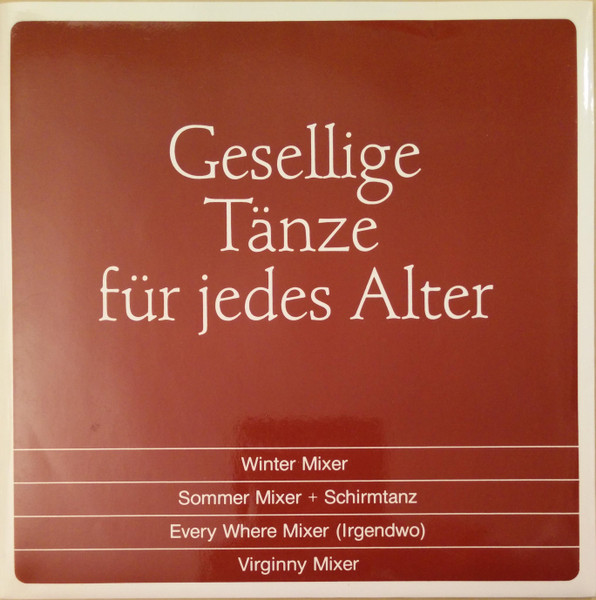 Gesellige
Tänze
für jedes Alter
Winter Mixer
Sommer Mixer + Schirmtanz
Every Where Mixer (Irgendwo)
Virginny Mixer